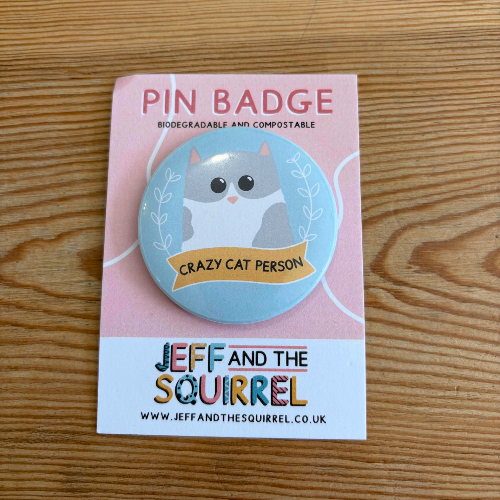 PIN BADGE
BIODEGRADABLE AND COMPOSTABLE
CRAZY CAT PERSON
JEFF AND THE
SQUIRREL
WWW.JEFFANDTHESQUIRREL.CO.UK